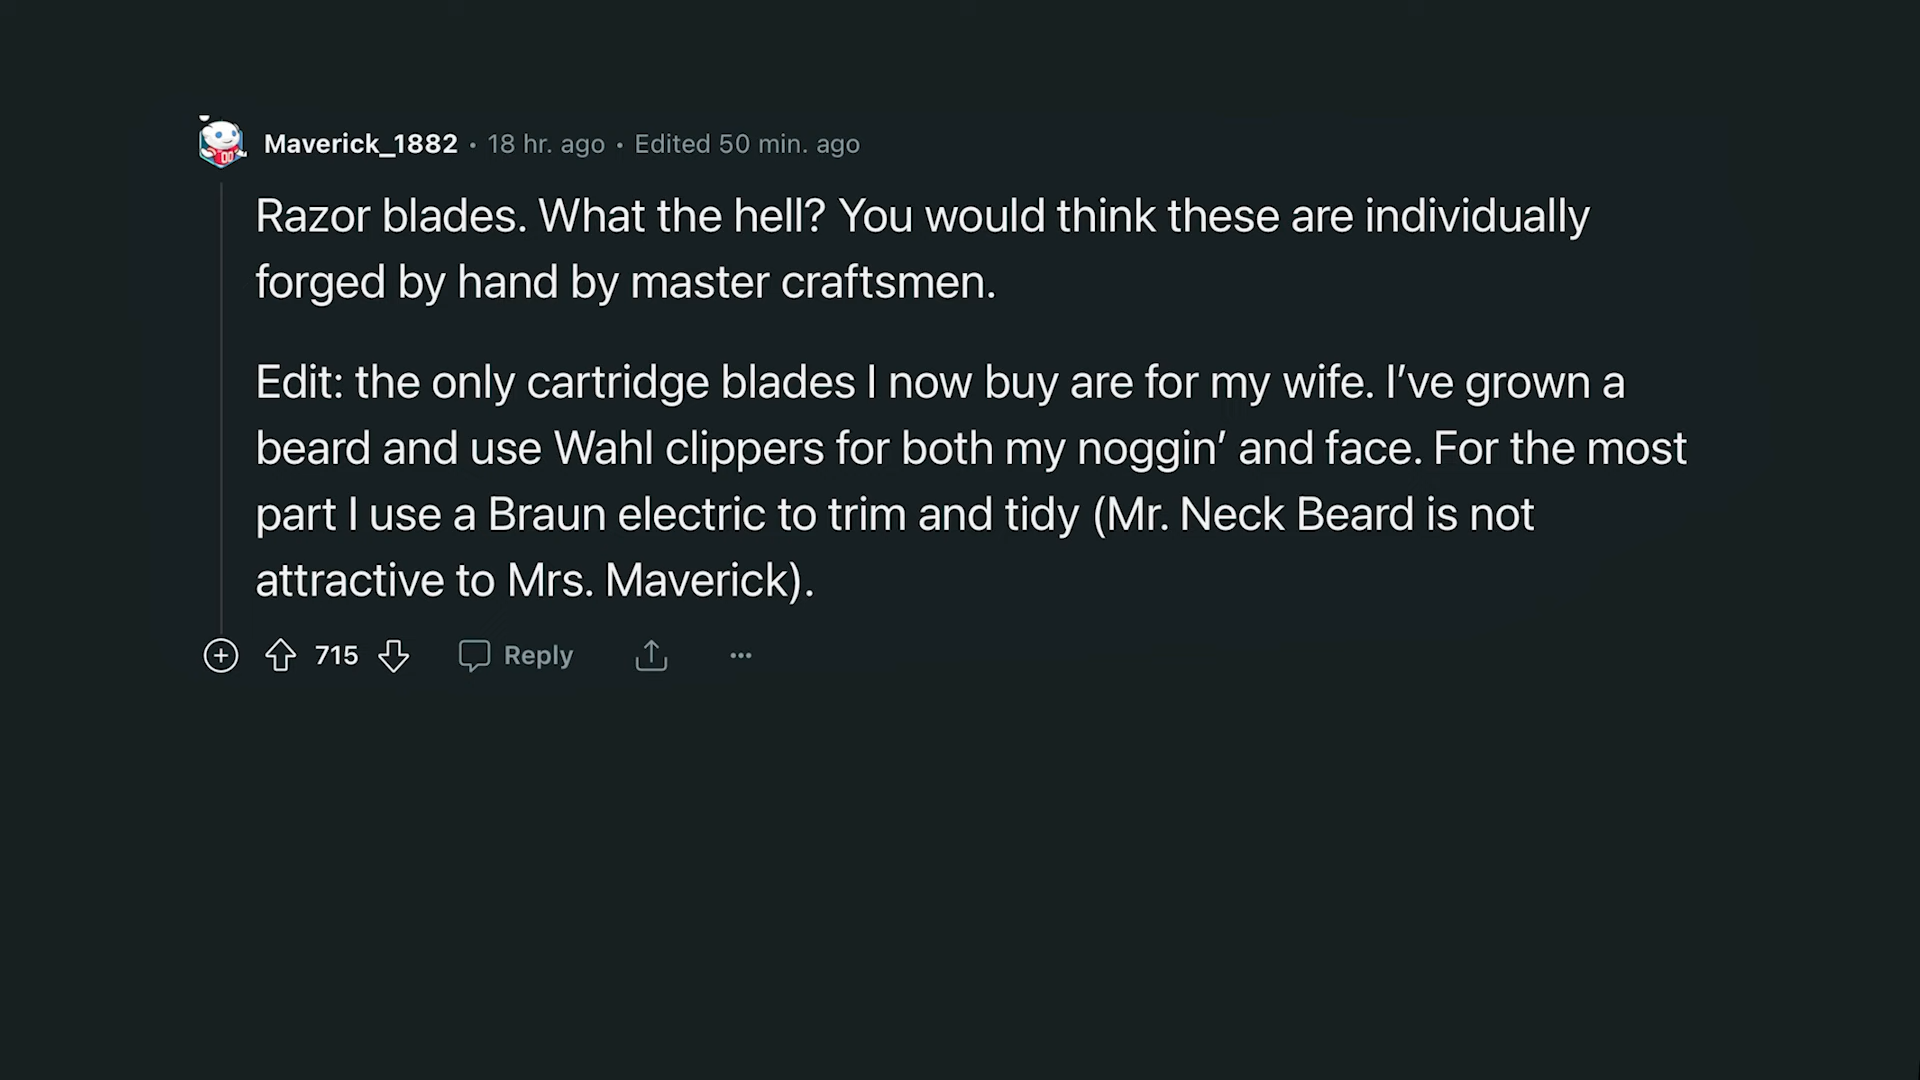 Maverick_1882 • 18 hr. ago • Edited 50 min. ago
Razor blades. What the hell? You would think these are individually
forged by hand by master craftsmen.
Edit: the only cartridge blades I now buy are for my wife. I’ve grown a
beard and use Wahl clippers for both my noggin’ and face. For the most
part I use a Braun electric to trim and tidy (Mr. Neck Beard is not
attractive to Mrs. Maverick).
715 Reply